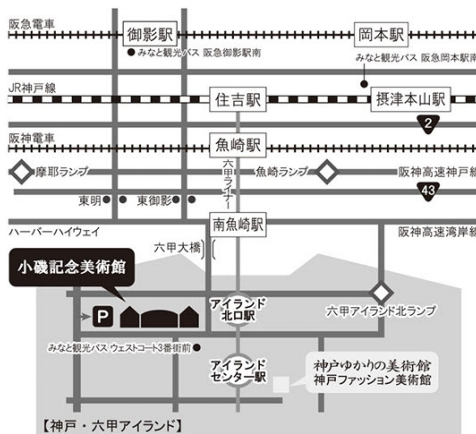 阪急電車
御影駅
岡本駅
みなと観光バス 阪急御影駅南
みなと観光バス 阪急岡本駅南
JR神戸線
住吉駅
摂津本山駅
2
阪神電車
魚崎駅
摩耶ランプ
六甲ライナー
魚崎ランプ
阪神高速神戸線
43
東明
東御影
南魚崎駅
ハーバーハイウェイ
阪神高速湾岸線
六甲大橋
小磯記念美術館
P
アイランド
北口駅
六甲アイランド北ランプ
みなと観光バス ウェストコート3番街前
アイランド
センター駅
神戸ゆかりの美術館
神戸ファッション美術館
【神戸・六甲アイランド】